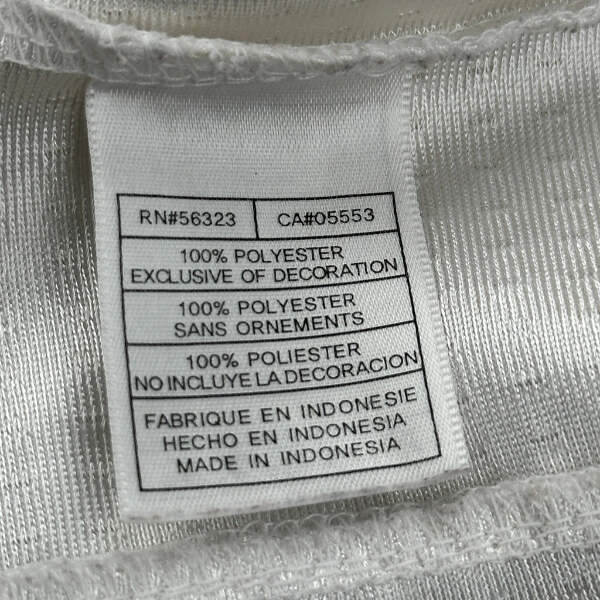 RN#56323 CA#05553
100% POLYESTER
EXCLUSIVE OF DECORATION
100% POLYESTER
SANS ORNEMENTS
100% POLIESTER
NO INCLUYE LA DECORACION
FABRIQUE EN INDONESIE
HECHO EN INDONESIA
MADE IN INDONESIA